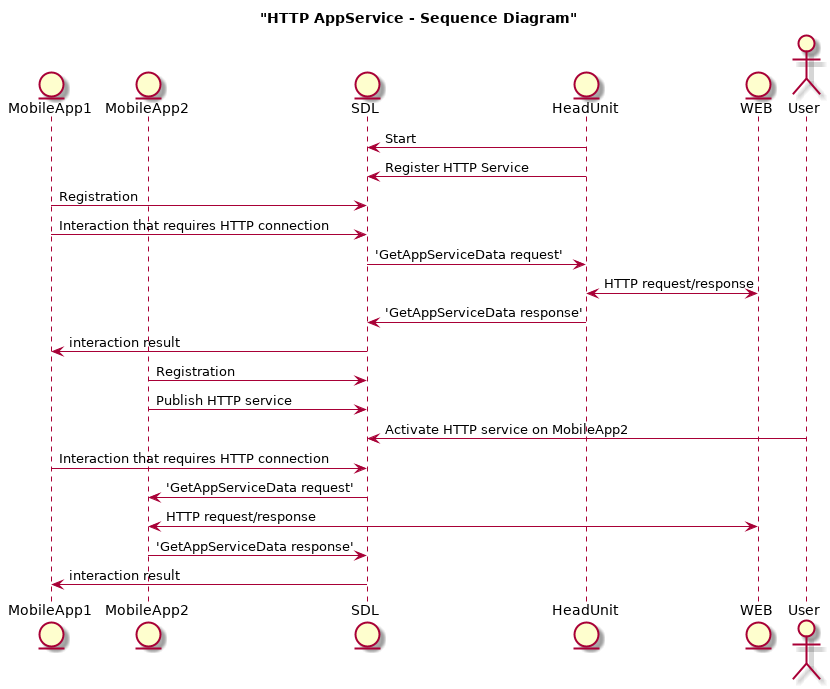 "HTTP AppService - Sequence Diagram"
MobileApp1 MobileApp2 SDL HeadUnit WEB User
Start
Register HTTP Service
Registration
Interaction that requires HTTP connection
'GetAppServiceData request'
HTTP request/response
'GetAppServiceData response'
interaction result
Registration
Publish HTTP service
Activate HTTP service on MobileApp2
Interaction that requires HTTP connection
'GetAppServiceData request'
HTTP request/response
'GetAppServiceData response'
interaction result
MobileApp1 MobileApp2 SDL HeadUnit WEB User